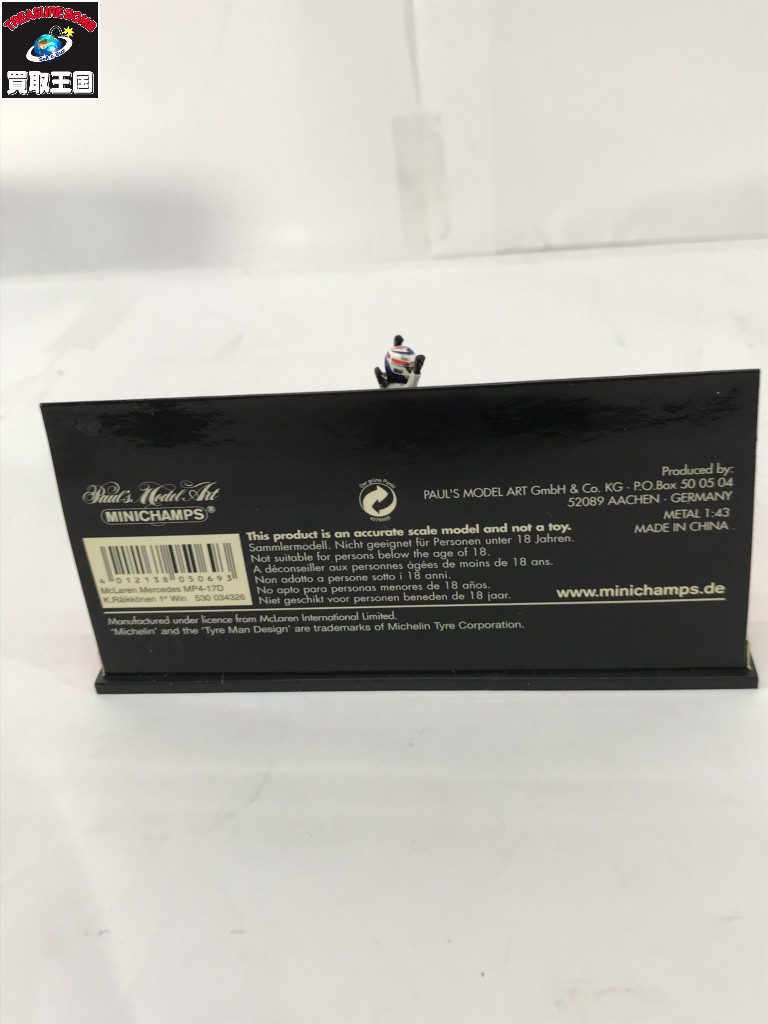 TREASURE BOMB
買取王国
Paul's Model Art
MINICHAMPS®
Der grüne Punkt
Produced by:
PAUL'S MODEL ART GmbH & Co. KG · P.O.Box 50 05 04
52089 AACHEN · GERMANY
METAL 1:43
MADE IN CHINA
4 012138 050693
McLaren Mercedes MP4-17D
K.Räikkönen 1° Win 530 034326
This product is an accurate scale model and not a toy.
Sammlermodell. Nicht geeignet für Personen unter 18 Jahren.
Not suitable for persons below the age of 18.
A déconseiller aux personnes àgées de moins de 18 ans.
Non adatto a persone sotto i 18 anni.
No apto para personas menores de 18 años.
Niet geschikt voor personen beneden de 18 jaar.
www.minichamps.de
Manufactured under licence from McLaren International Limited.
'Michelin' and the 'Tyre Man Design' are trademarks of Michelin Tyre Corporation.